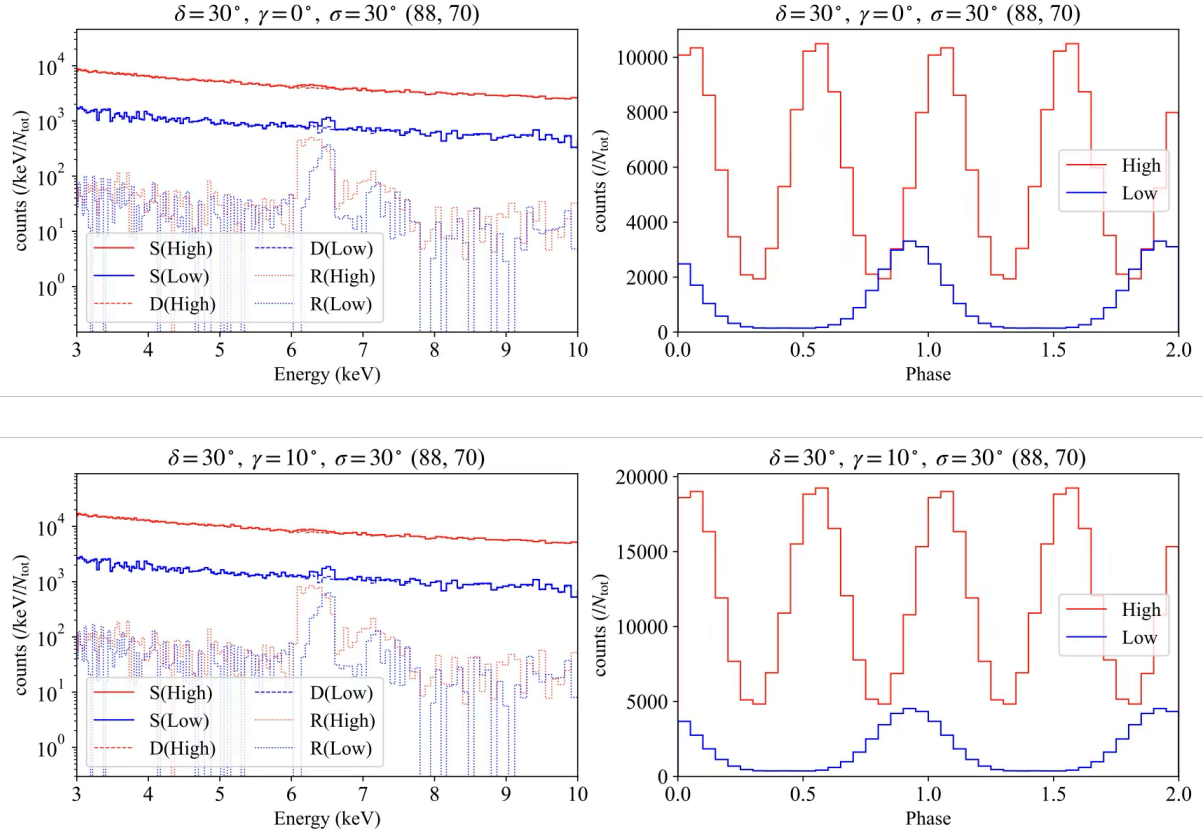 δ=30°, γ=0°, σ=30° (88, 70)
counts (/keV/N_tot)
10⁴
10³
10²
10¹
10⁰
S(High)
S(Low)
D(High)
D(Low)
R(High)
R(Low)
3 4 5 6 7 8 9 10
Energy (keV)
δ=30°, γ=0°, σ=30° (88, 70)
counts (/N_tot)
10000
8000
6000
4000
2000
0
High
Low
0.0 0.5 1.0 1.5 2.0
Phase
δ=30°, γ=10°, σ=30° (88, 70)
counts (/keV/N_tot)
10⁴
10³
10²
10¹
10⁰
S(High)
S(Low)
D(High)
D(Low)
R(High)
R(Low)
3 4 5 6 7 8 9 10
Energy (keV)
δ=30°, γ=10°, σ=30° (88, 70)
counts (/N_tot)
20000
15000
10000
5000
0
High
Low
0.0 0.5 1.0 1.5 2.0
Phase